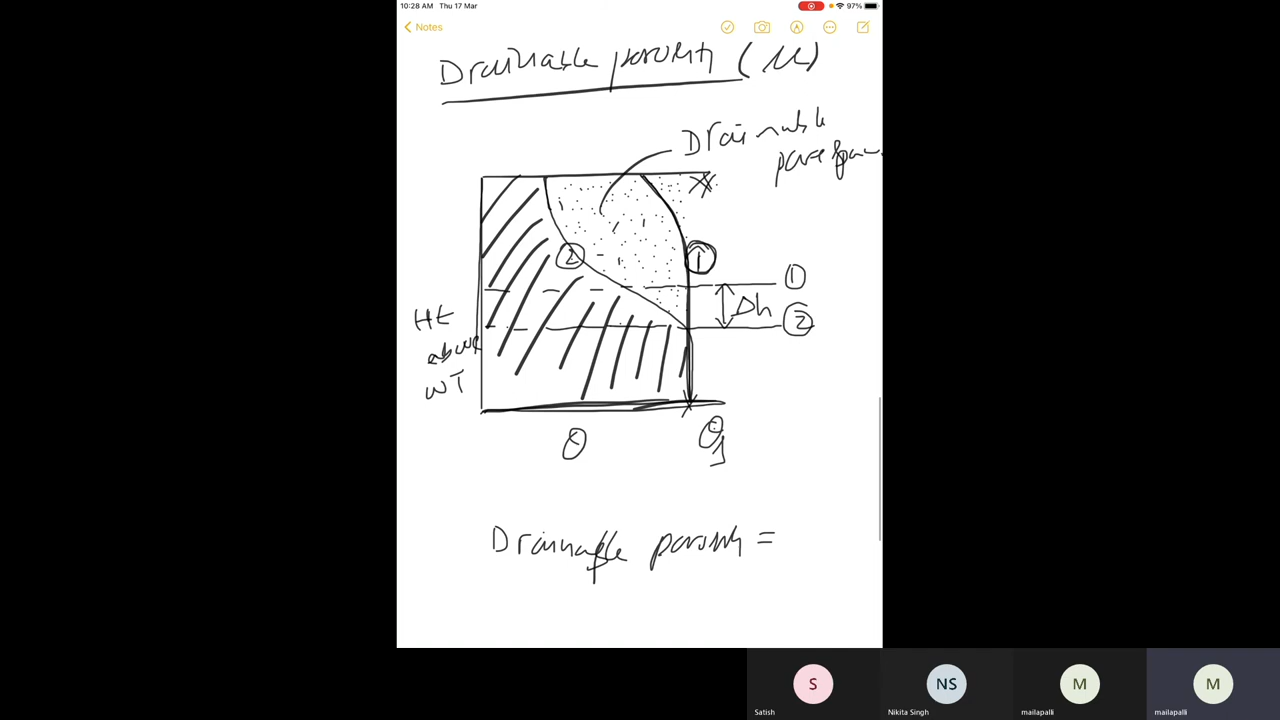 10:28 AM Thu 17 Mar
97%
Notes
Drainable porosity (μ)
Drainable
pore space
②
①
①
Δh
②
Ht
above
WT
θ
θs
Drainable porosity =
S
NS
M
M
Satish
Nikita Singh
mailapalli
mailapalli